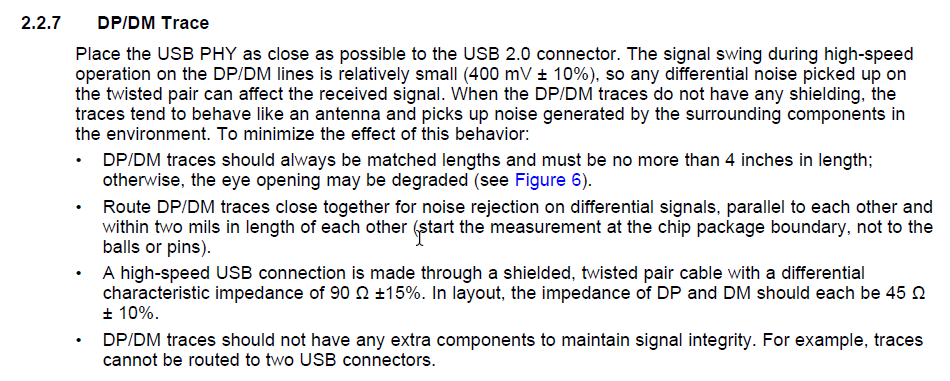 2.2.7 DP/DM Trace
Place the USB PHY as close as possible to the USB 2.0 connector. The signal swing during high-speed
operation on the DP/DM lines is relatively small (400 mV ± 10%), so any differential noise picked up on
the twisted pair can affect the received signal. When the DP/DM traces do not have any shielding, the
traces tend to behave like an antenna and picks up noise generated by the surrounding components in
the environment. To minimize the effect of this behavior:
• DP/DM traces should always be matched lengths and must be no more than 4 inches in length;
otherwise, the eye opening may be degraded (see Figure 6).
• Route DP/DM traces close together for noise rejection on differential signals, parallel to each other and
within two mils in length of each other (start the measurement at the chip package boundary, not to the
balls or pins).
• A high-speed USB connection is made through a shielded, twisted pair cable with a differential
characteristic impedance of 90 Ω ±15%. In layout, the impedance of DP and DM should each be 45 Ω
± 10%.
• DP/DM traces should not have any extra components to maintain signal integrity. For example, traces
cannot be routed to two USB connectors.